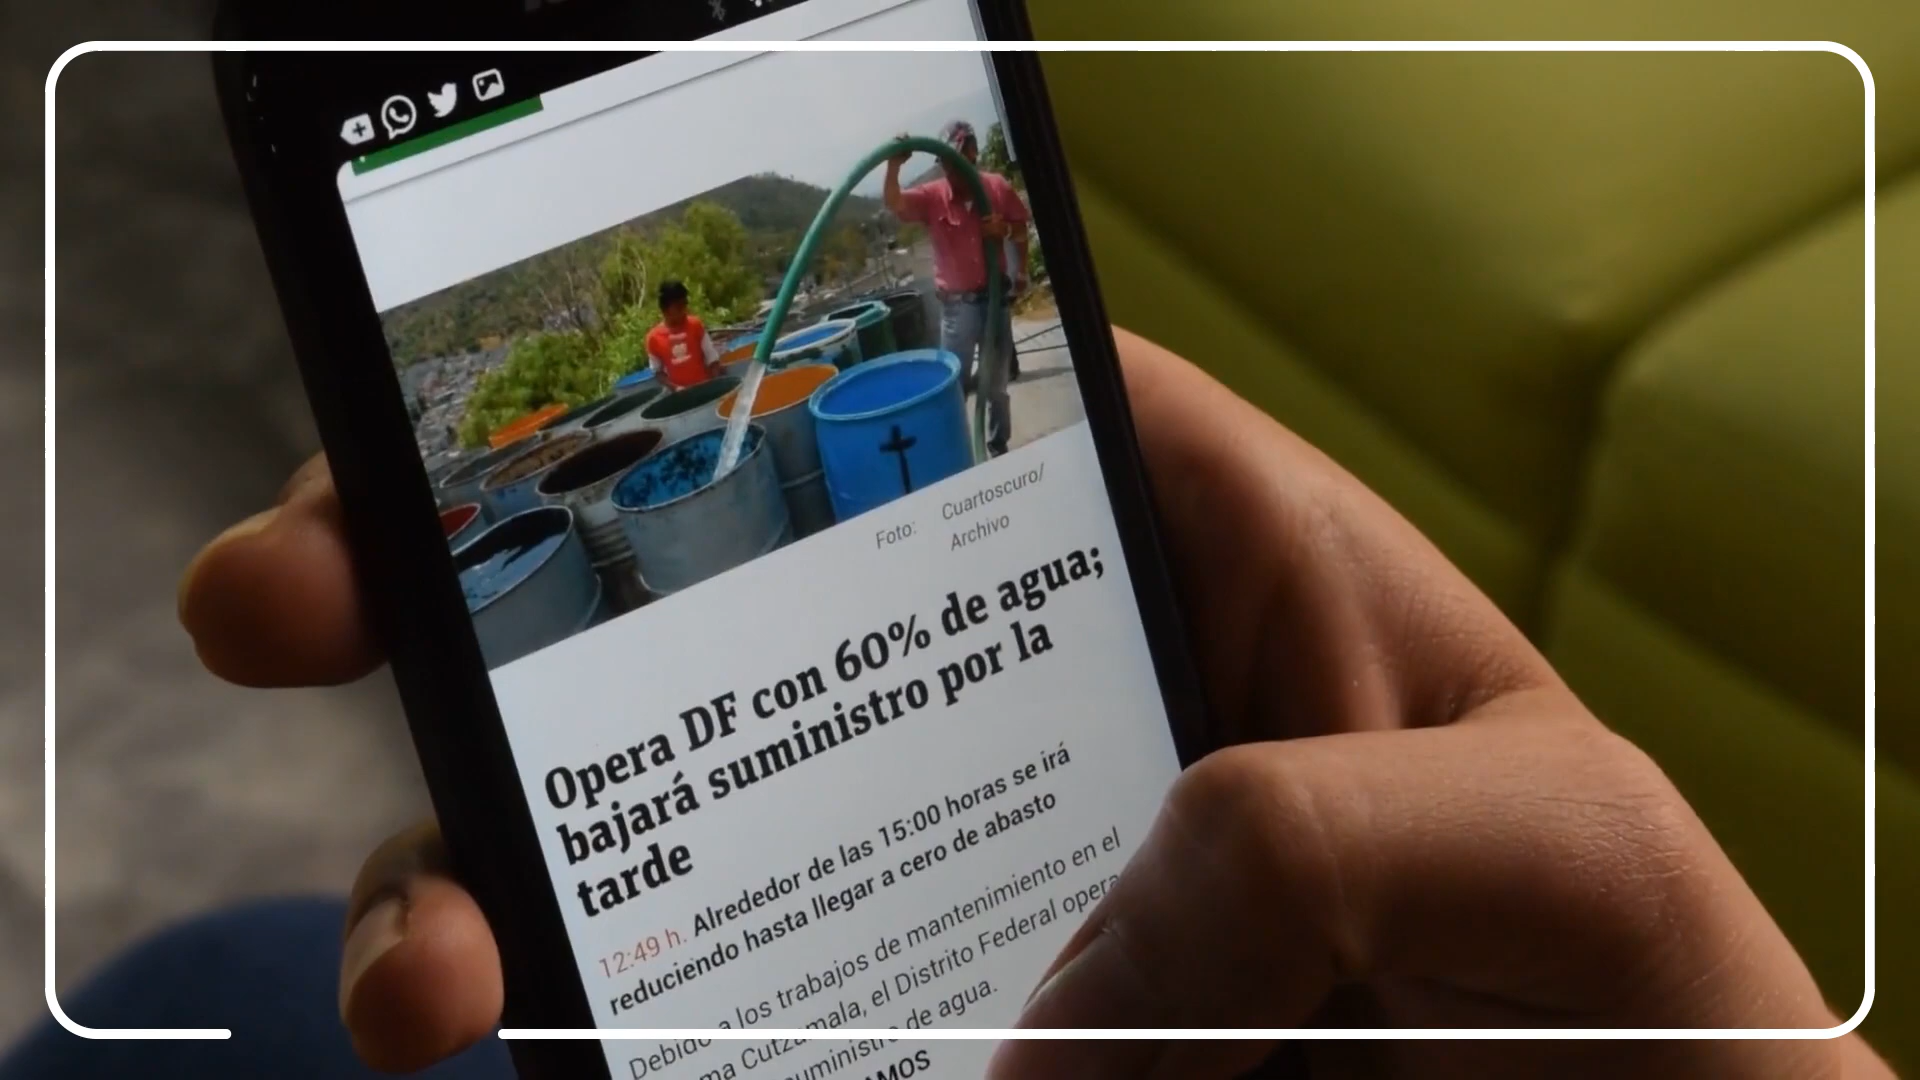 Foto: Cuartoscuro/
Archivo
Opera DF con 60% de agua;
bajará suministro por la
tarde
12:49 h. Alrededor de las 15:00 horas se irá
reduciendo hasta llegar a cero de abasto
los trabajos de mantenimiento en el
el Distrito Federal opera
de agua.